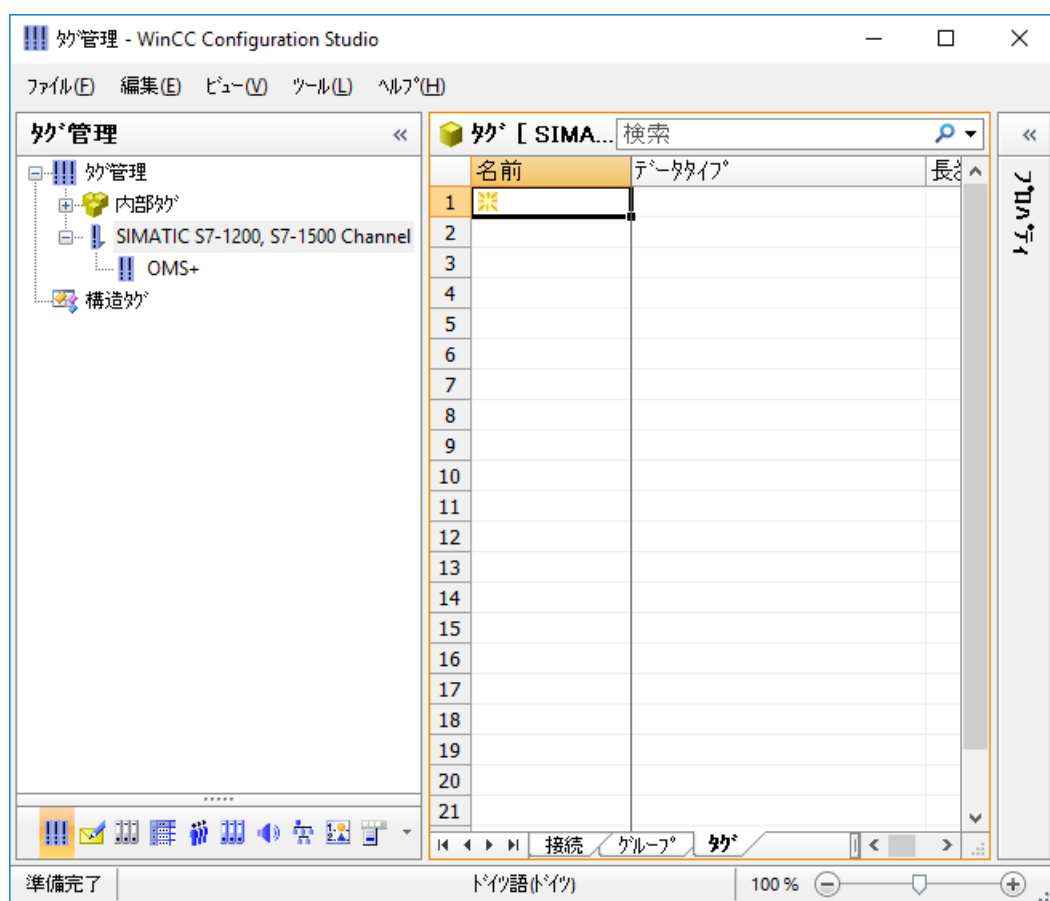 ﾀｸﾞ管理 - WinCC Configuration Studio
ﾌｧｲﾙ(F) 編集(E) ﾋﾞｭｰ(V) ﾂｰﾙ(L) ﾍﾙﾌﾟ(H)
ﾀｸﾞ管理 «
ﾀｸﾞ管理
内部ﾀｸﾞ
SIMATIC S7-1200, S7-1500 Channel
OMS+
構造ﾀｸﾞ
ﾀｸﾞ [ SIMA... 検索
名前 ﾃﾞｰﾀﾀｲﾌﾟ 長さ
1
2
3
4
5
6
7
8
9
10
11
12
13
14
15
16
17
18
19
20
21
接続 ｸﾞﾙｰﾌﾟ ﾀｸﾞ
«
ﾌﾟﾛﾊﾟﾃｨ
準備完了 ﾄﾞｲﾂ語(ﾄﾞｲﾂ) 100 %